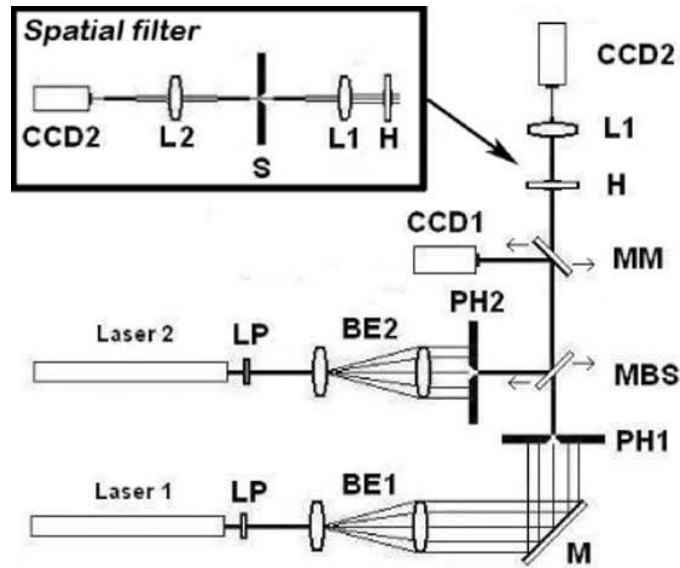 Spatial filter
CCD2
L2
S
L1
H
CCD2
L1
H
CCD1
MM
PH2
Laser 2
LP
BE2
MBS
PH1
Laser 1
LP
BE1
M